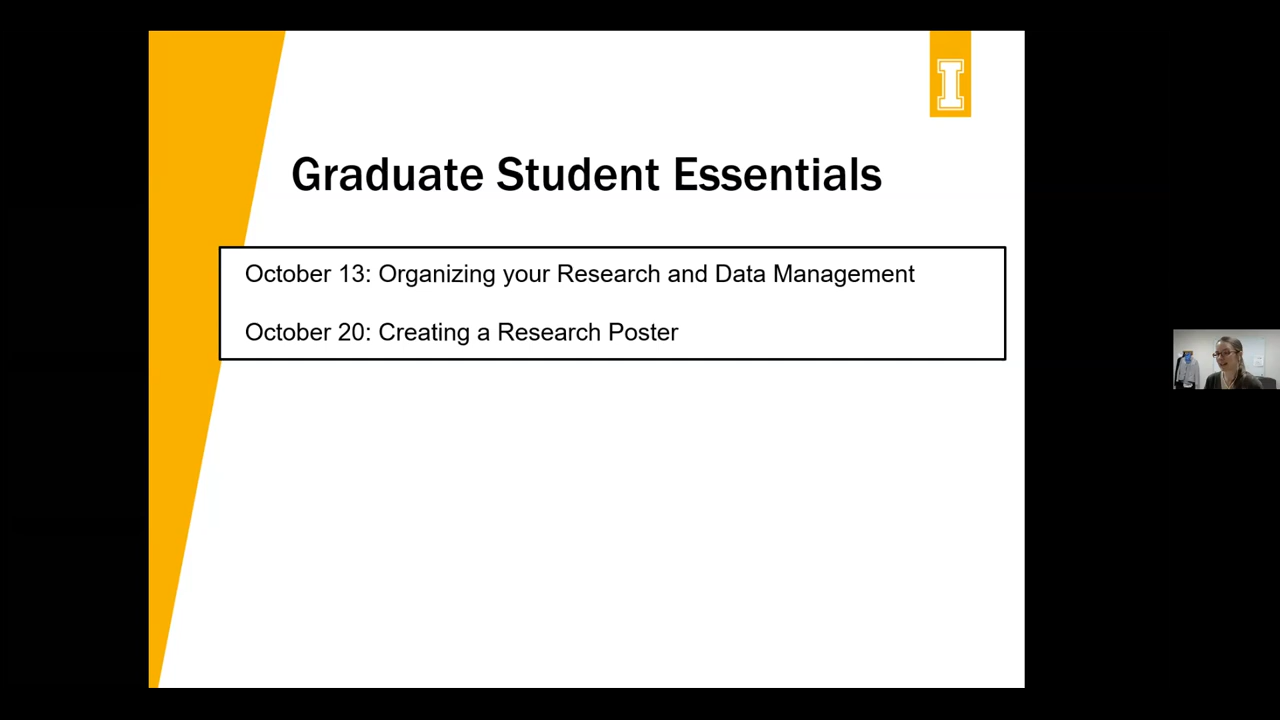 I
Graduate Student Essentials
October 13: Organizing your Research and Data Management
October 20: Creating a Research Poster